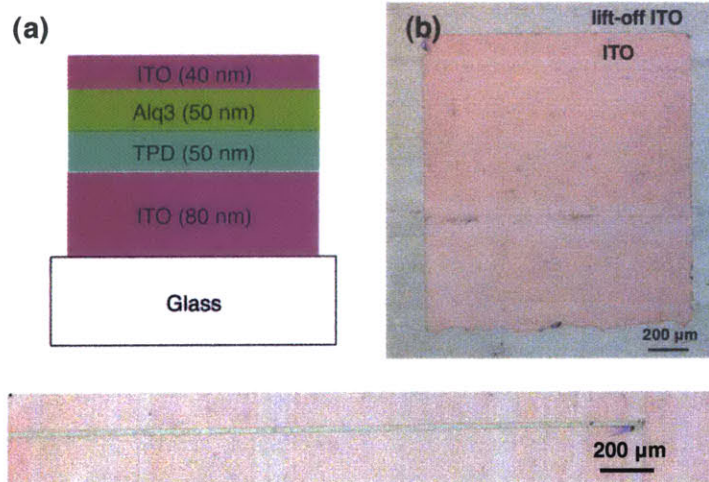 (a)
ITO (40 nm)
Alq3 (50 nm)
TPD (50 nm)
ITO (80 nm)
Glass
(b)
lift-off ITO
ITO
200 µm
200 µm